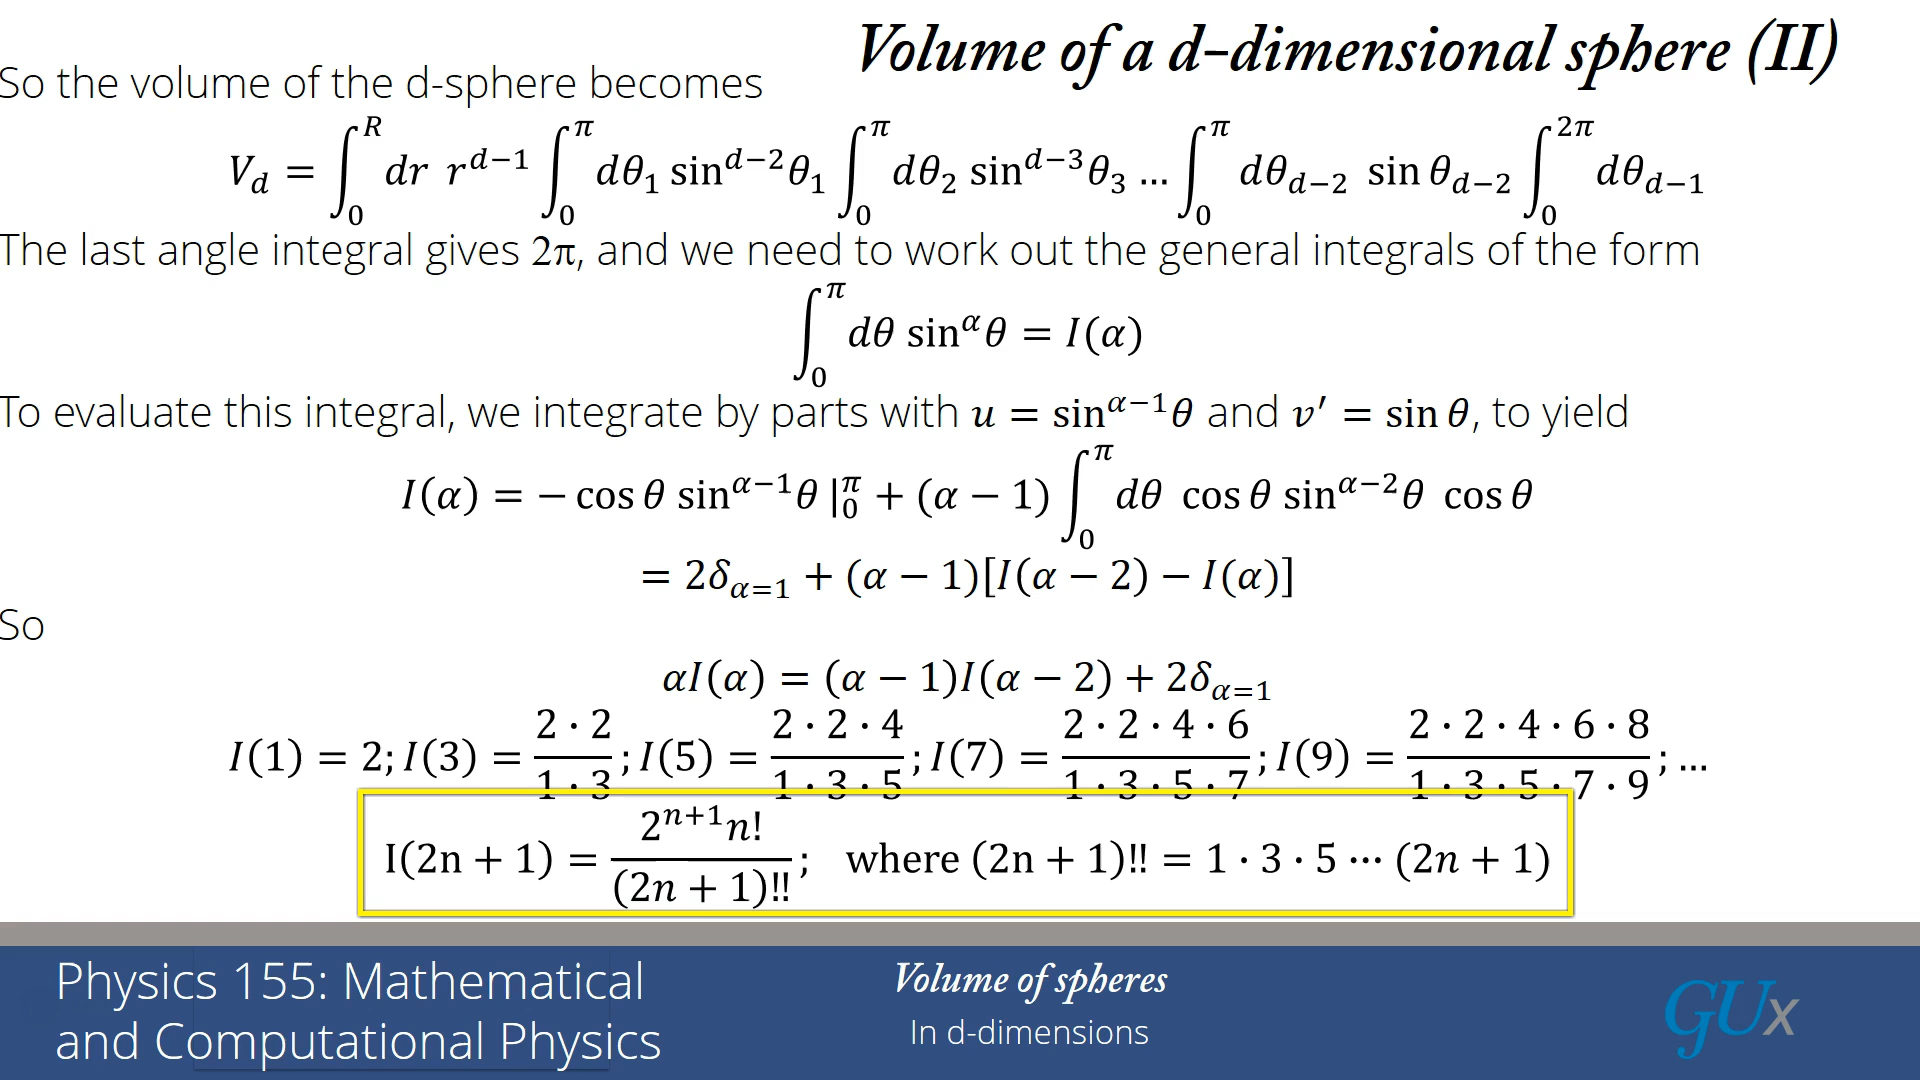 Volume of a d-dimensional sphere (II)
So the volume of the d-sphere becomes
V_d = ∫_0^R dr r^{d−1} ∫_0^π dθ_1 sin^{d−2}θ_1 ∫_0^π dθ_2 sin^{d−3}θ_3 … ∫_0^π dθ_{d−2} sin θ_{d−2} ∫_0^{2π} dθ_{d−1}
The last angle integral gives 2π, and we need to work out the general integrals of the form
∫_0^π dθ sin^αθ = I(α)
To evaluate this integral, we integrate by parts with u = sin^{α−1}θ and v′ = sin θ, to yield
I(α) = − cos θ sin^{α−1}θ |_0^π + (α − 1) ∫_0^π dθ cos θ sin^{α−2}θ cos θ
= 2δ_{α=1} + (α − 1)[I(α − 2) − I(α)]
So
αI(α) = (α − 1)I(α − 2) + 2δ_{α=1}
I(1) = 2; I(3) = (2 · 2)/(1 · 3); I(5) = (2 · 2 · 4)/(1 · 3 · 5); I(7) = (2 · 2 · 4 · 6)/(1 · 3 · 5 · 7); I(9) = (2 · 2 · 4 · 6 · 8)/(1 · 3 · 5 · 7 · 9); …
I(2n + 1) = (2^{n+1}n!)/((2n + 1)!!); where (2n + 1)!! = 1 · 3 · 5 ⋯ (2n + 1)
Physics 155: Mathematical
and Computational Physics
Volume of spheres
In d-dimensions
GUx